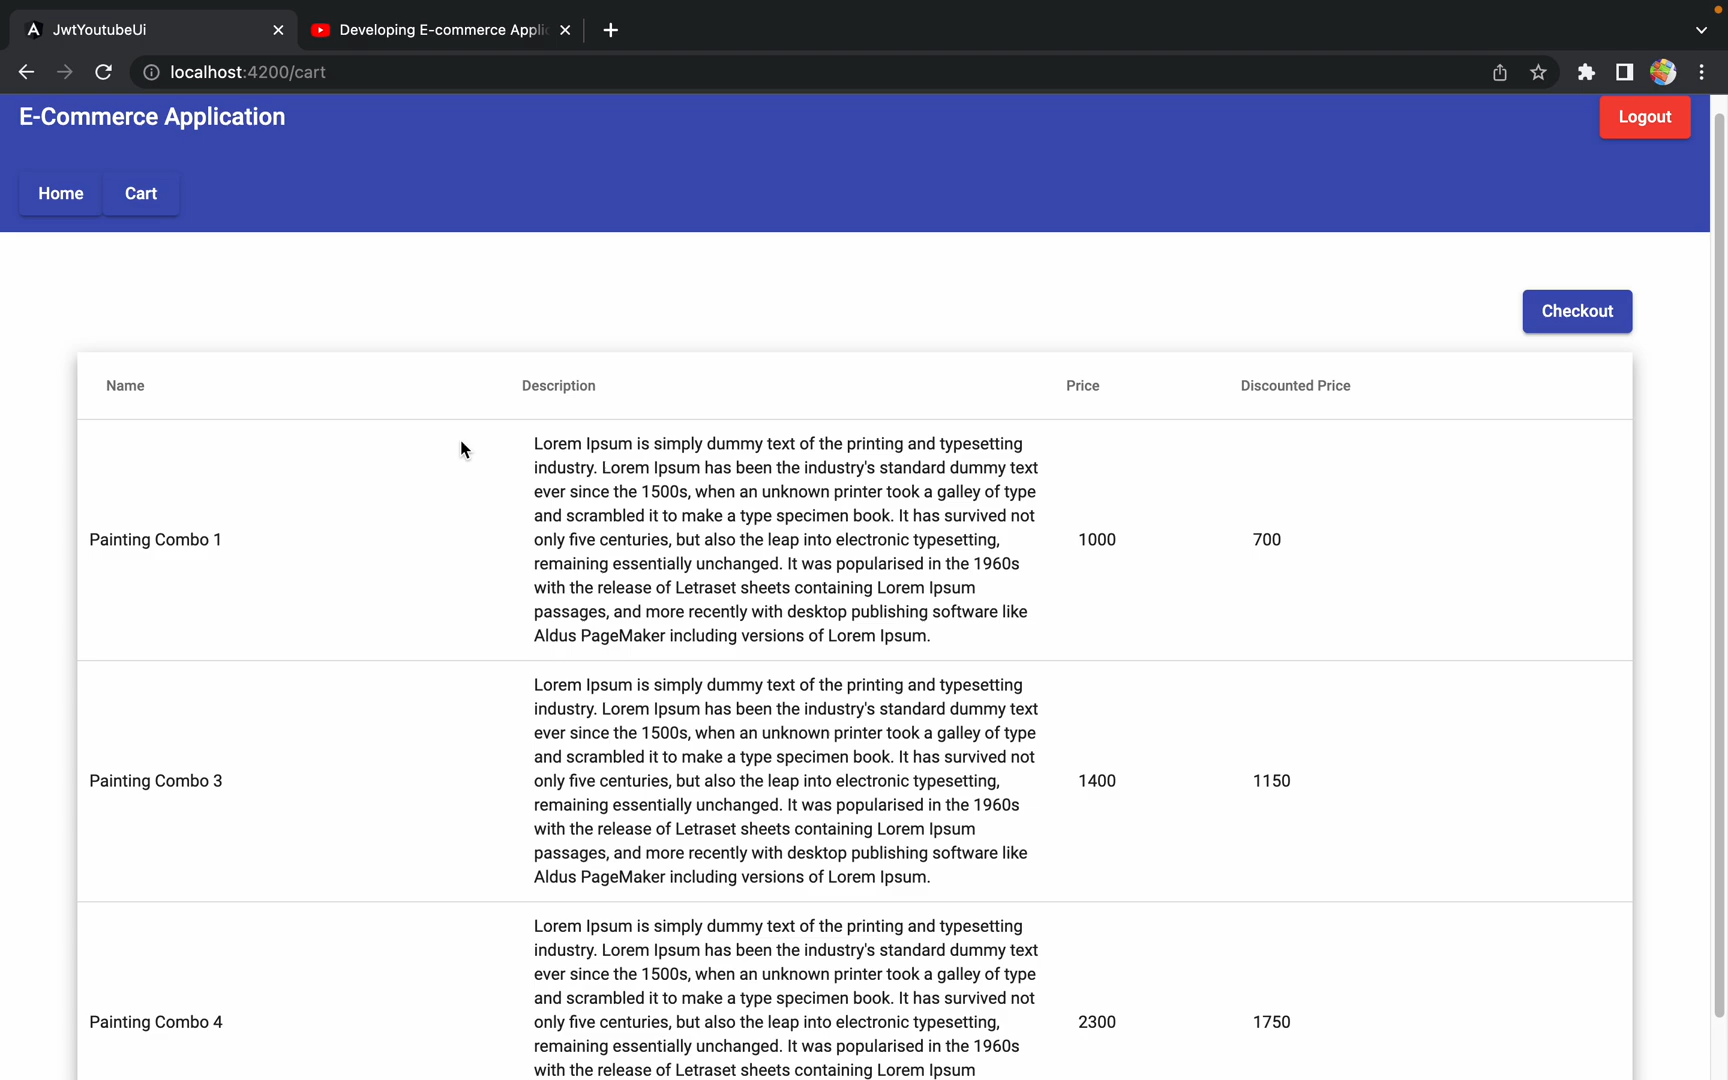 JwtYoutubeUi
Developing E-commerce Appli
localhost:4200/cart
E-Commerce Application
Logout
Home Cart
Checkout
Name Description Price Discounted Price
Lorem Ipsum is simply dummy text of the printing and typesetting
industry. Lorem Ipsum has been the industry's standard dummy text
ever since the 1500s, when an unknown printer took a galley of type
and scrambled it to make a type specimen book. It has survived not
Painting Combo 1 only five centuries, but also the leap into electronic typesetting, 1000 700
remaining essentially unchanged. It was popularised in the 1960s
with the release of Letraset sheets containing Lorem Ipsum
passages, and more recently with desktop publishing software like
Aldus PageMaker including versions of Lorem Ipsum.
Lorem Ipsum is simply dummy text of the printing and typesetting
industry. Lorem Ipsum has been the industry's standard dummy text
ever since the 1500s, when an unknown printer took a galley of type
and scrambled it to make a type specimen book. It has survived not
Painting Combo 3 only five centuries, but also the leap into electronic typesetting, 1400 1150
remaining essentially unchanged. It was popularised in the 1960s
with the release of Letraset sheets containing Lorem Ipsum
passages, and more recently with desktop publishing software like
Aldus PageMaker including versions of Lorem Ipsum.
Lorem Ipsum is simply dummy text of the printing and typesetting
industry. Lorem Ipsum has been the industry's standard dummy text
ever since the 1500s, when an unknown printer took a galley of type
and scrambled it to make a type specimen book. It has survived not
Painting Combo 4 only five centuries, but also the leap into electronic typesetting, 2300 1750
remaining essentially unchanged. It was popularised in the 1960s
with the release of Letraset sheets containing Lorem Ipsum